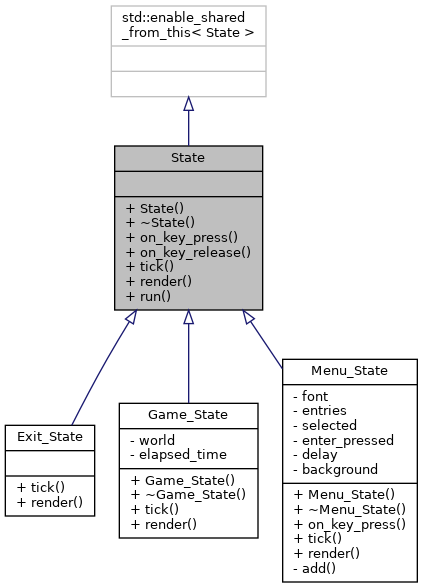 std::enable_shared
_from_this< State >
State
+ State()
+ ~State()
+ on_key_press()
+ on_key_release()
+ tick()
+ render()
+ run()
Exit_State
+ tick()
+ render()
Game_State
- world
- elapsed_time
+ Game_State()
+ ~Game_State()
+ tick()
+ render()
Menu_State
- font
- entries
- selected
- enter_pressed
- delay
- background
+ Menu_State()
+ ~Menu_State()
+ on_key_press()
+ tick()
+ render()
- add()